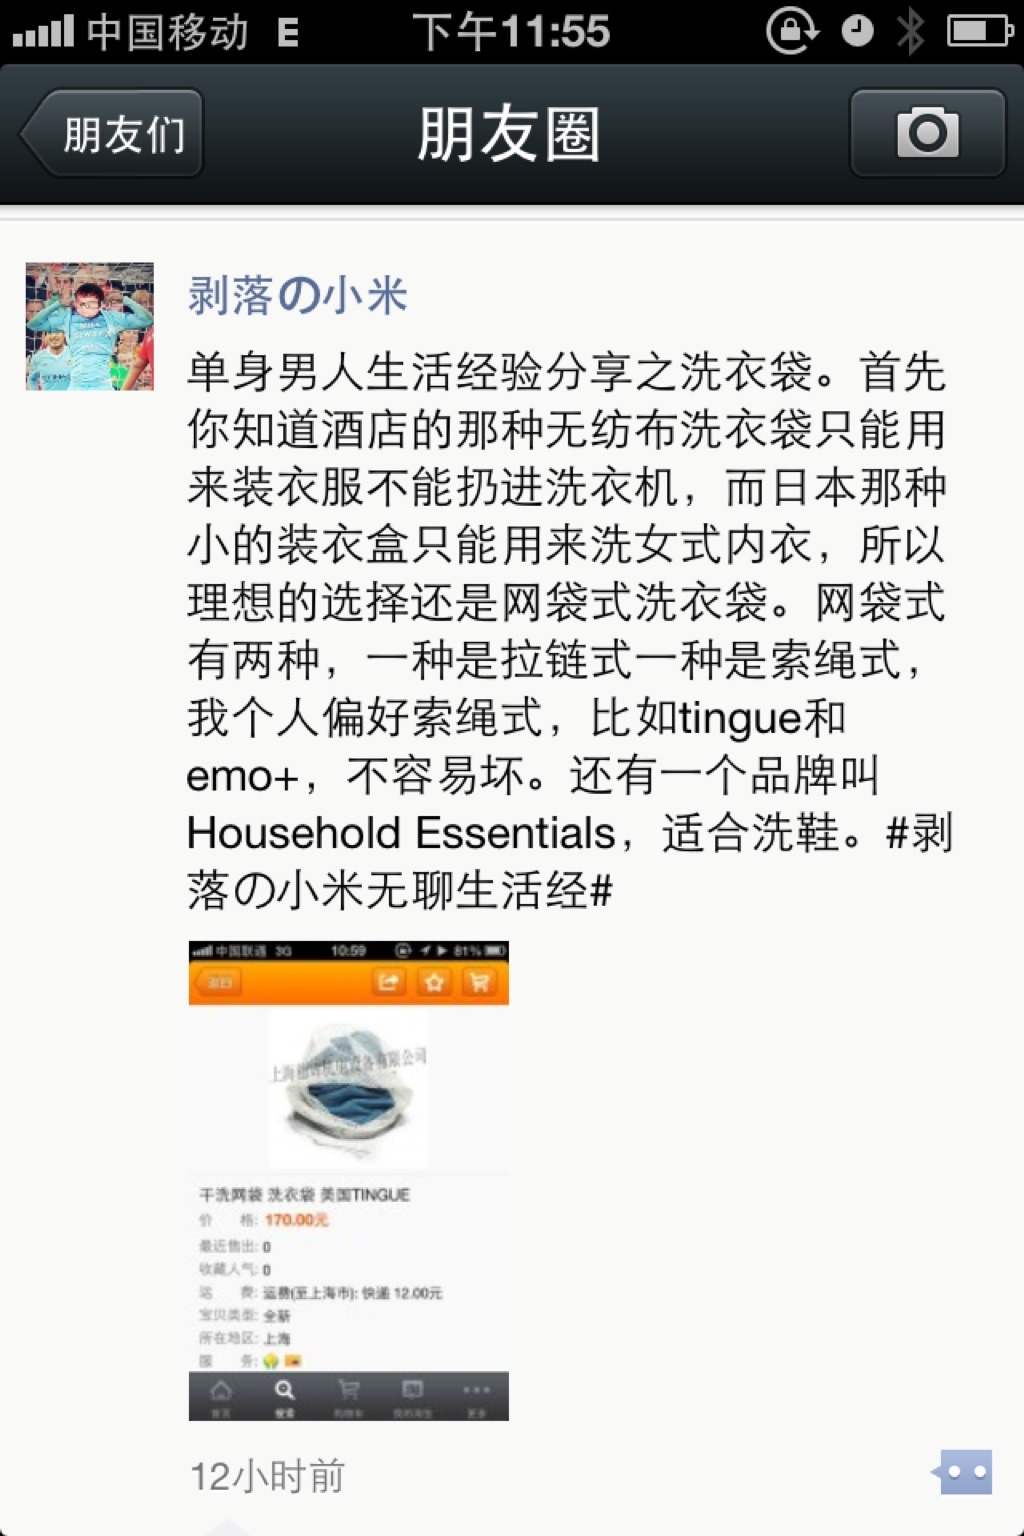 中国移动 E 下午11:55
朋友们 朋友圈
剥落の小米
单身男人生活经验分享之洗衣袋。首先
你知道酒店的那种无纺布洗衣袋只能用
来装衣服不能扔进洗衣机，而日本那种
小的装衣盒只能用来洗女式内衣，所以
理想的选择还是网袋式洗衣袋。网袋式
有两种，一种是拉链式一种是索绳式，
我个人偏好索绳式，比如tingue和
emo+，不容易坏。还有一个品牌叫
Household Essentials，适合洗鞋。#剥
落の小米无聊生活经#
中国联通 3G 10:59 81%
返回
上海 机电设备有限公司
干洗网袋 洗衣袋 美国TINGUE
价 格: 170.00元
最近售出: 0
收藏人气: 0
运 费: 运费(至上海市): 快递 12.00元
宝贝类型: 全新
所在地区: 上海
服 务:
首页 搜索 购物车 我的淘宝 更多
12小时前